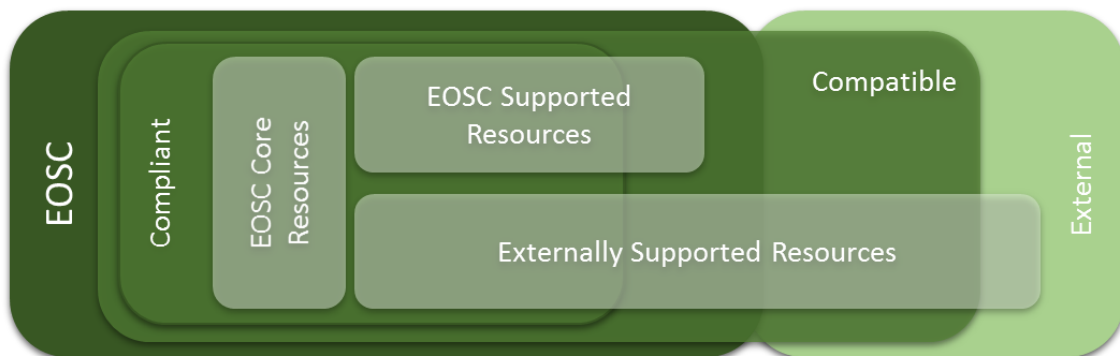 EOSC
Compliant
EOSC Core
Resources
EOSC Supported
Resources
Externally Supported Resources
Compatible
External